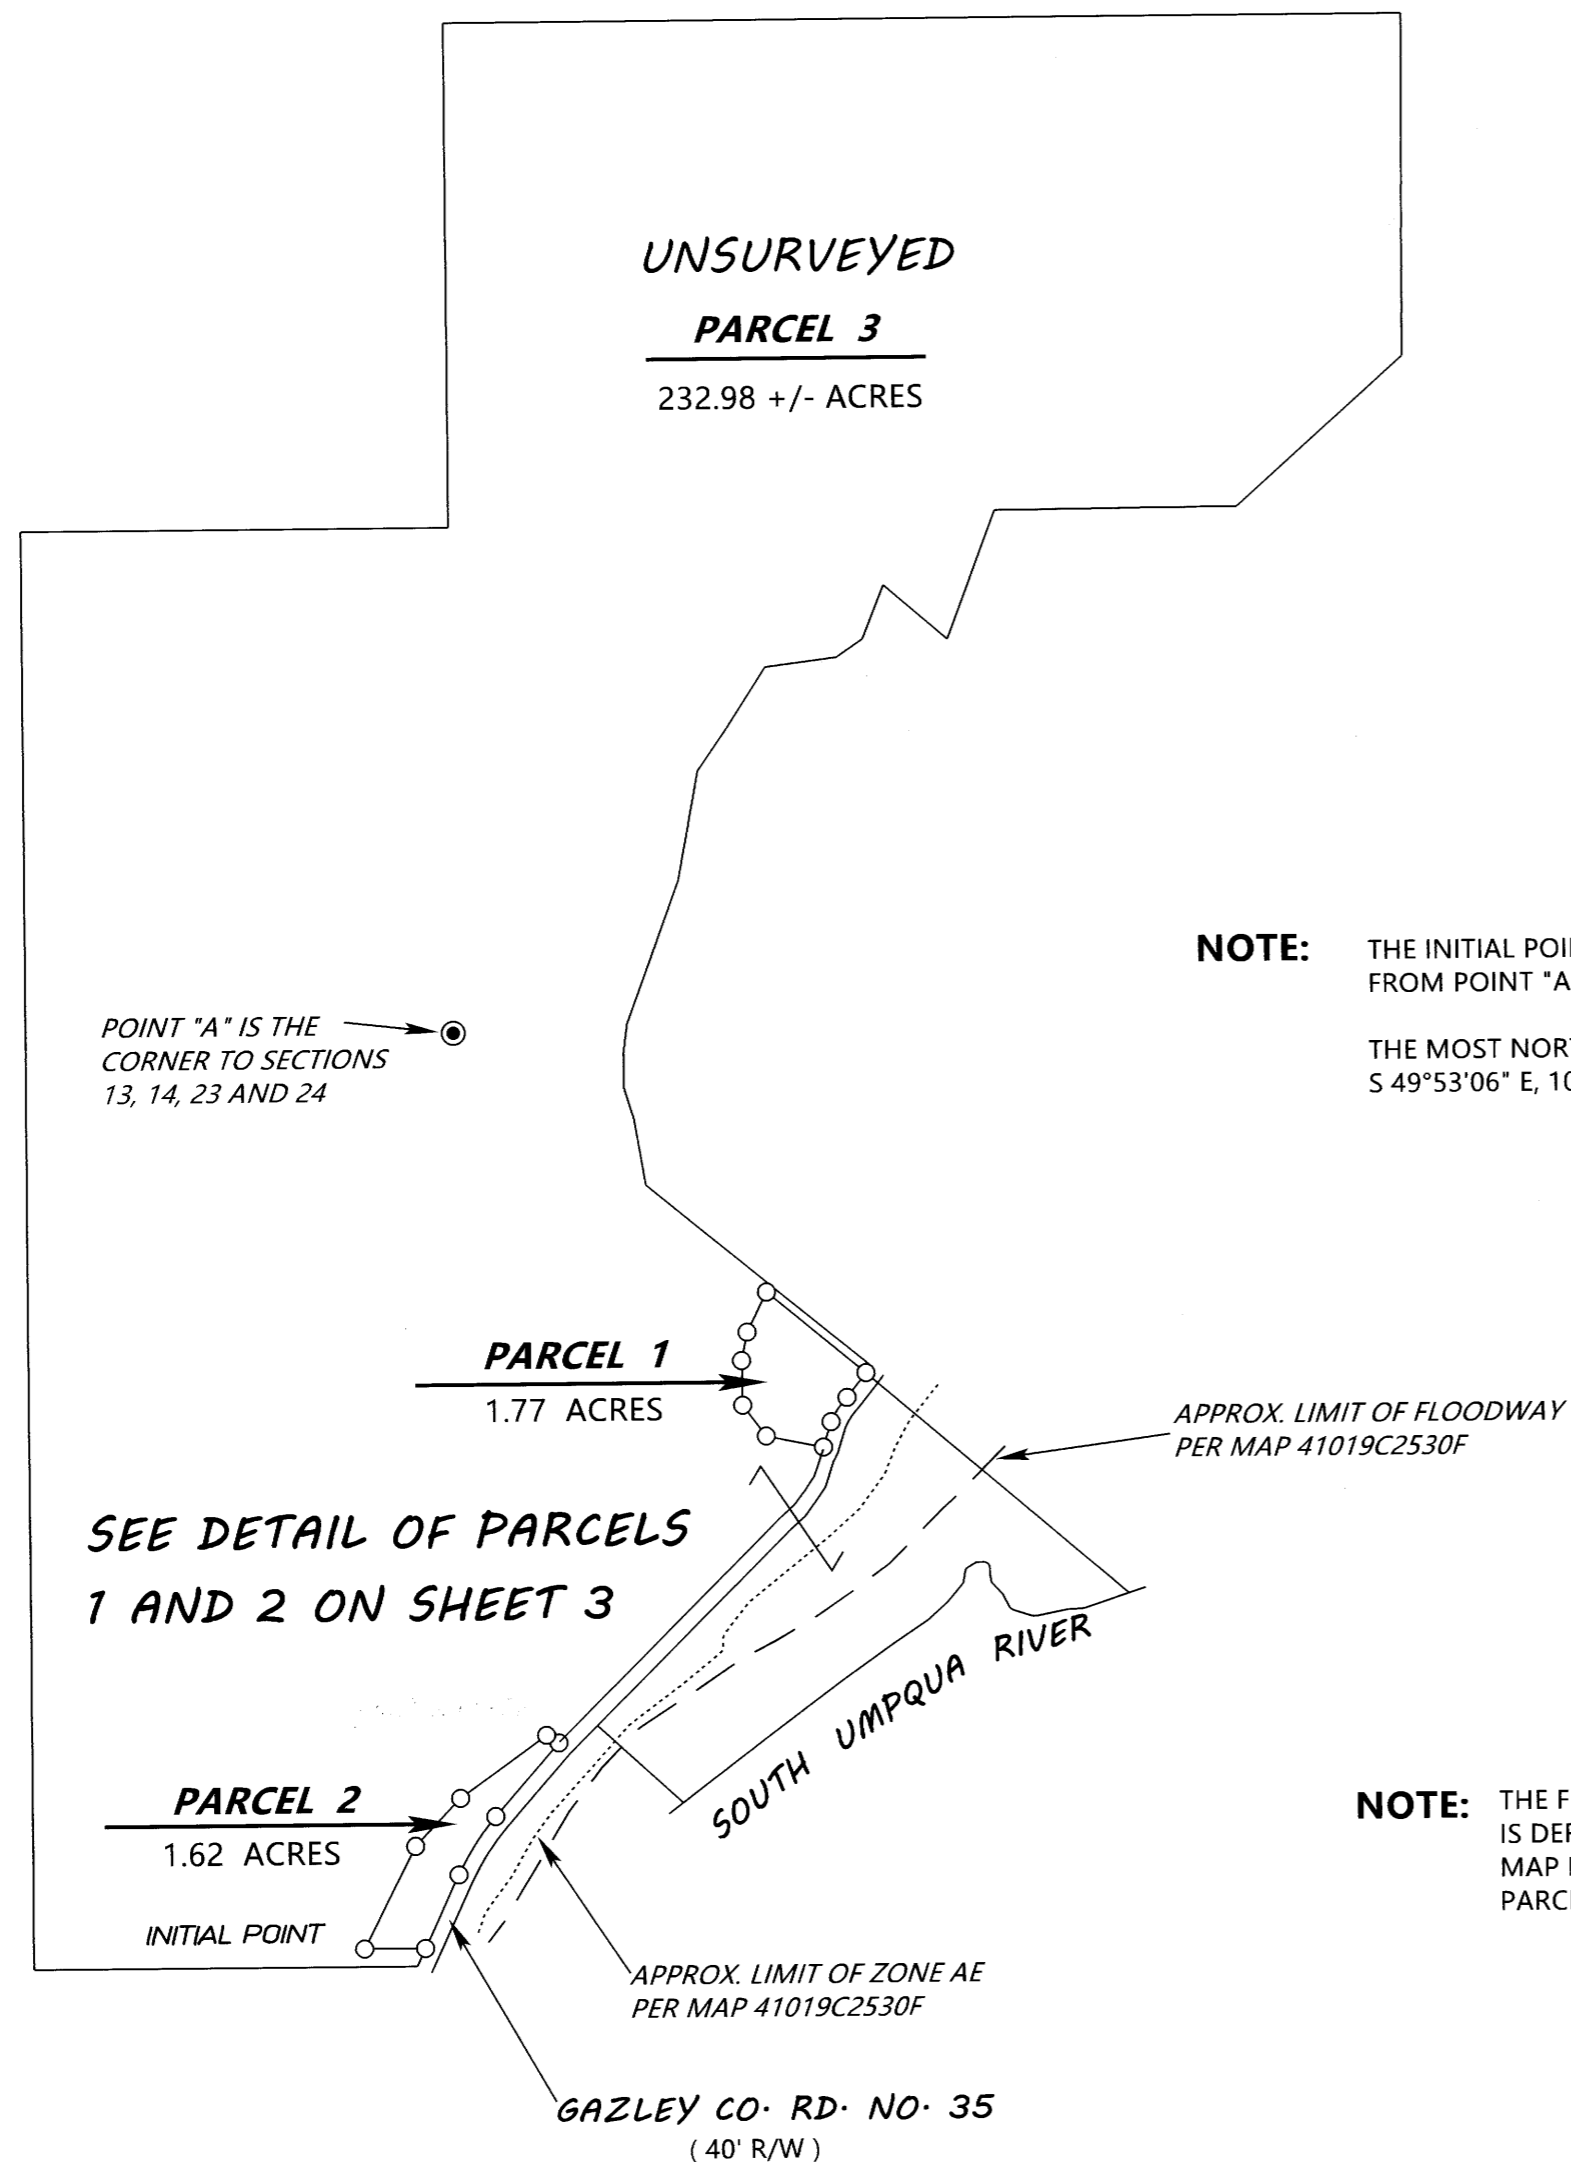 UNSURVEYED
PARCEL 3
232.98 +/- ACRES
NOTE: THE INITIAL POI
FROM POINT "A
THE MOST NOR
S 49°53'06" E, 10
POINT "A" IS THE
CORNER TO SECTIONS
13, 14, 23 AND 24
PARCEL 1
1.77 ACRES
APPROX. LIMIT OF FLOODWAY
PER MAP 41019C2530F
SEE DETAIL OF PARCELS
1 AND 2 ON SHEET 3
SOUTH UMPQUA RIVER
PARCEL 2
1.62 ACRES
NOTE: THE F
IS DEF
MAP
PARC
INITIAL POINT
APPROX. LIMIT OF ZONE AE
PER MAP 41019C2530F
GAZLEY CO. RD. NO. 35
( 40' R/W )